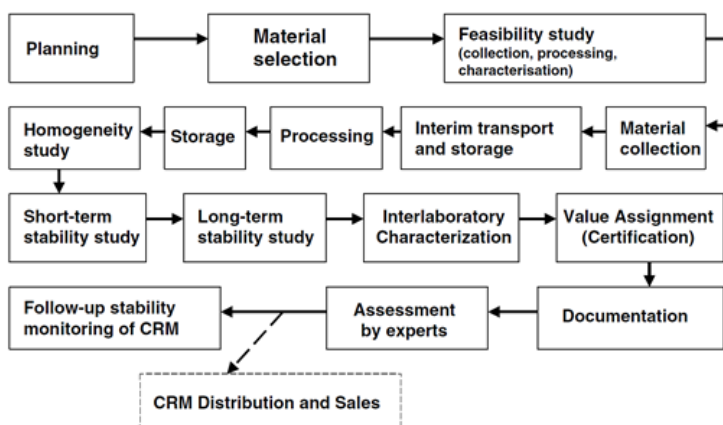 Planning
Material
selection
Feasibility study
(collection, processing,
characterisation)
Homogeneity
study
Storage
Processing
Interim transport
and storage
Material
collection
Short-term
stability study
Long-term
stability study
Interlaboratory
Characterization
Value Assignment
(Certification)
Follow-up stability
monitoring of CRM
Assessment
by experts
Documentation
CRM Distribution and Sales